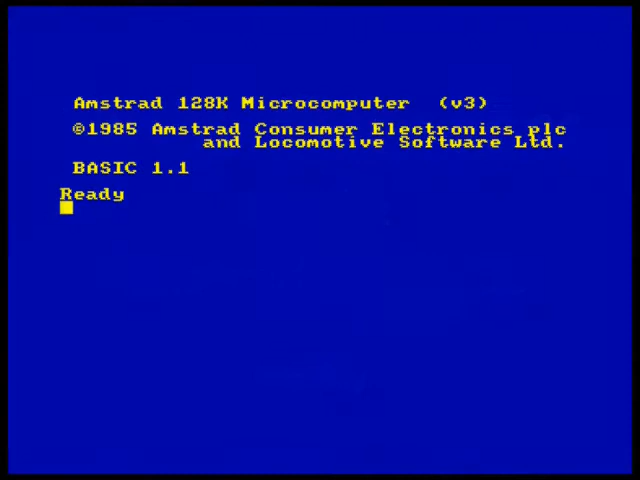 Amstrad 128K Microcomputer (v3)
©1985 Amstrad Consumer Electronics plc
and Locomotive Software Ltd.
BASIC 1.1
Ready